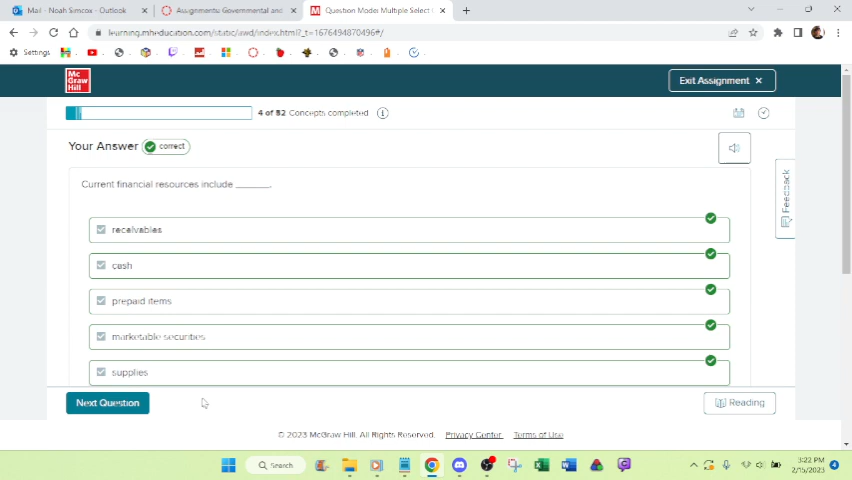 Mail - Noah Simcox - Outlook
Assignments: Governmental and
Question Mode: Multiple Select
learning.mheducation.com/static/awd/index.html?_t=1676494870496#/
Settings
Mc
Graw
Hill
Exit Assignment
4 of 52 Concepts completed
Your Answer
correct
Feedback
Current financial resources include _______.
receivables
cash
prepaid items
marketable securities
supplies
Next Question
Reading
© 2023 McGraw Hill. All Rights Reserved.
Privacy Center
Terms of Use
Search
3:22 PM
2/15/2023
4